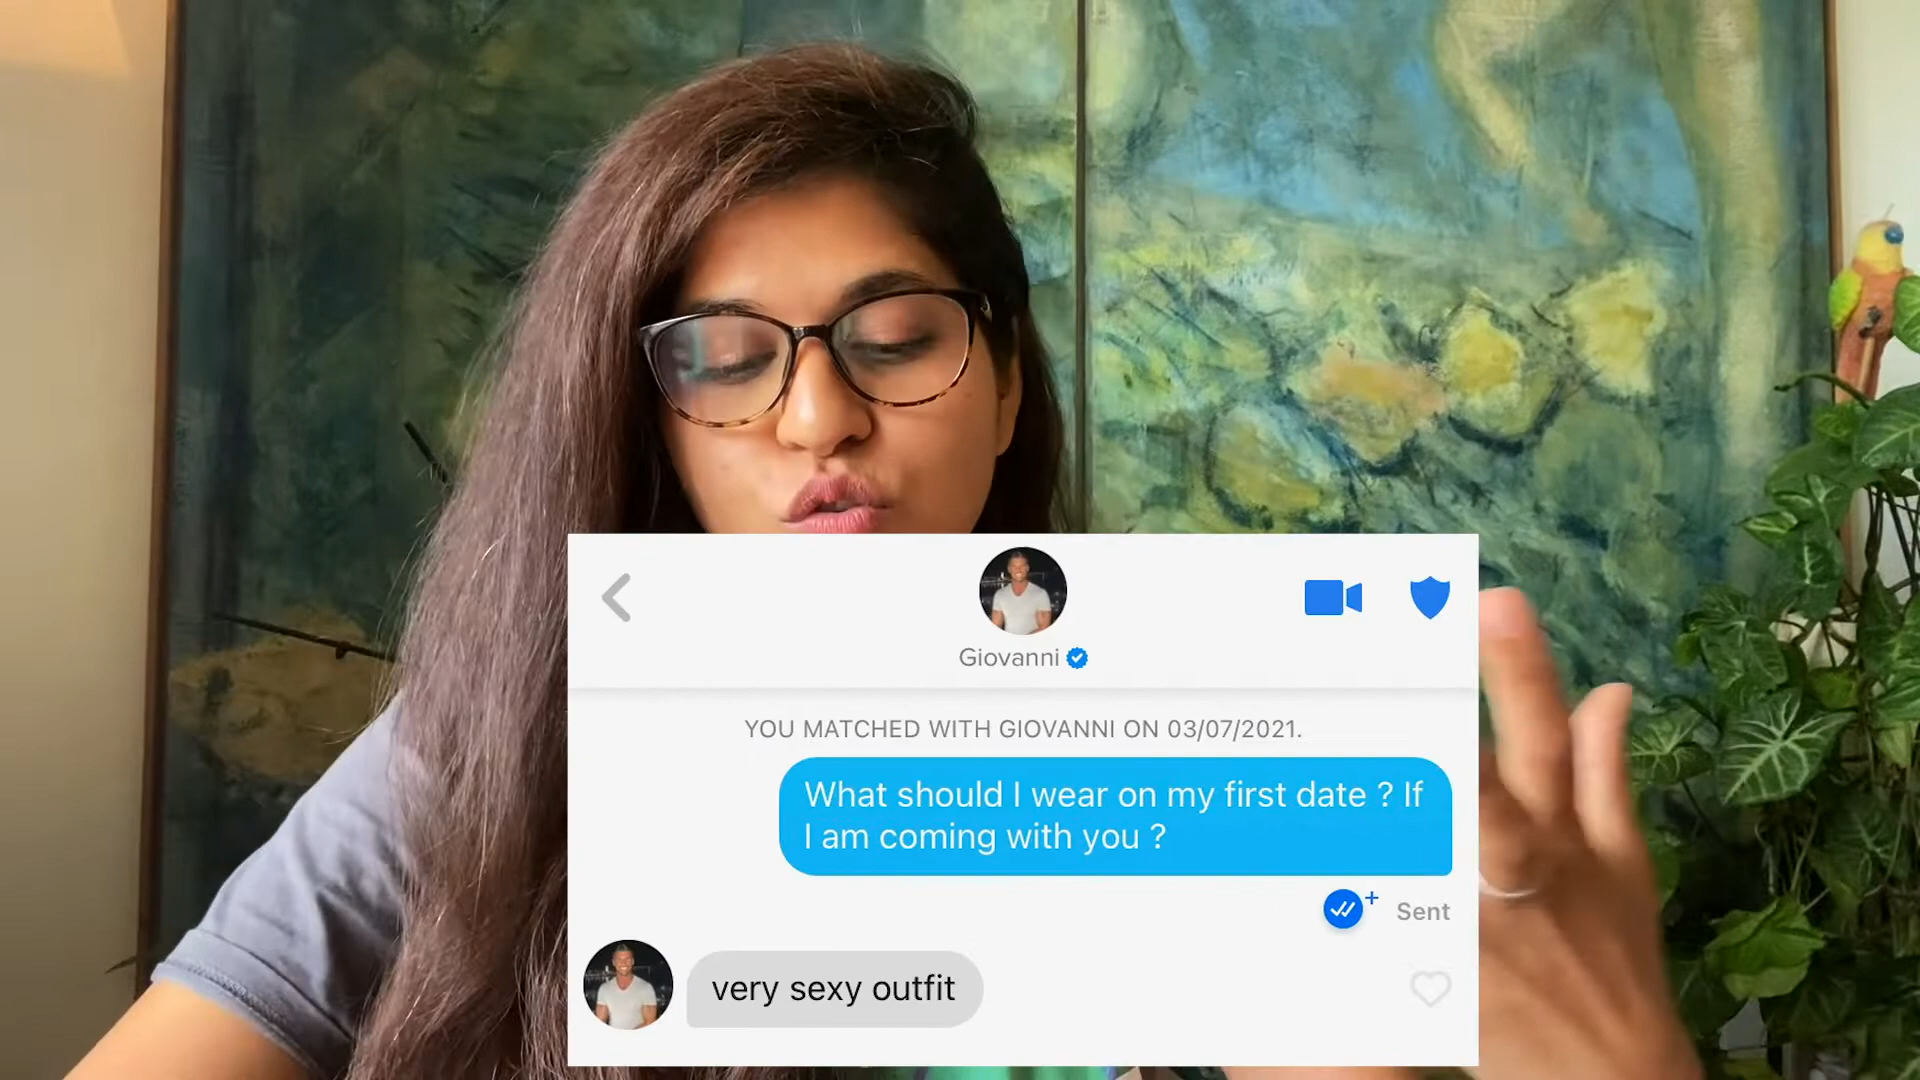 Giovanni
YOU MATCHED WITH GIOVANNI ON 03/07/2021.
What should I wear on my first date ? If
I am coming with you ?
Sent
very sexy outfit